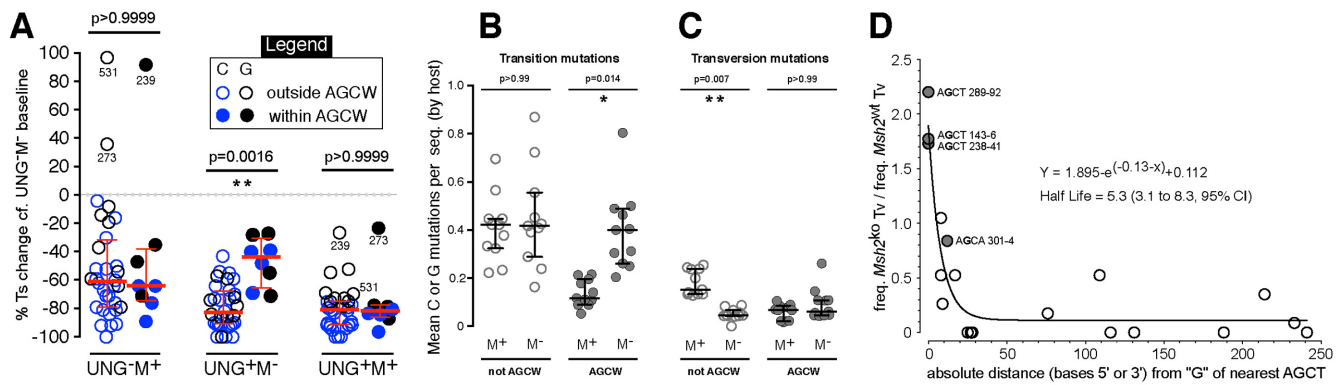 A
p>0.9999
Legend
C G
outside AGCW
within AGCW
531
239
273
p=0.0016
**
p>0.9999
239
273
531
% Ts change cf. UNG-M- baseline
100
80
60
40
20
0
-20
-40
-60
-80
-100
UNG-M+
UNG+M-
UNG+M+
B
Transition mutations
p>0.99
p=0.014
*
Mean C or G mutations per seq. (by host)
1.0
0.8
0.6
0.4
0.2
0
M+
M-
M+
M-
not AGCW
AGCW
C
Transversion mutations
p=0.007
p>0.99
**
M+
M-
M+
M-
not AGCW
AGCW
D
freq. Msh2ko Tv / freq. Msh2wt Tv
2.5
2.0
1.5
1.0
0.5
0
AGCT 289-92
AGCT 143-6
AGCT 238-41
AGCA 301-4
Y = 1.895-e(-0.13-x)+0.112
Half Life = 5.3 (3.1 to 8.3, 95% CI)
0
50
100
150
200
250
absolute distance (bases 5' or 3') from "G" of nearest AGCT